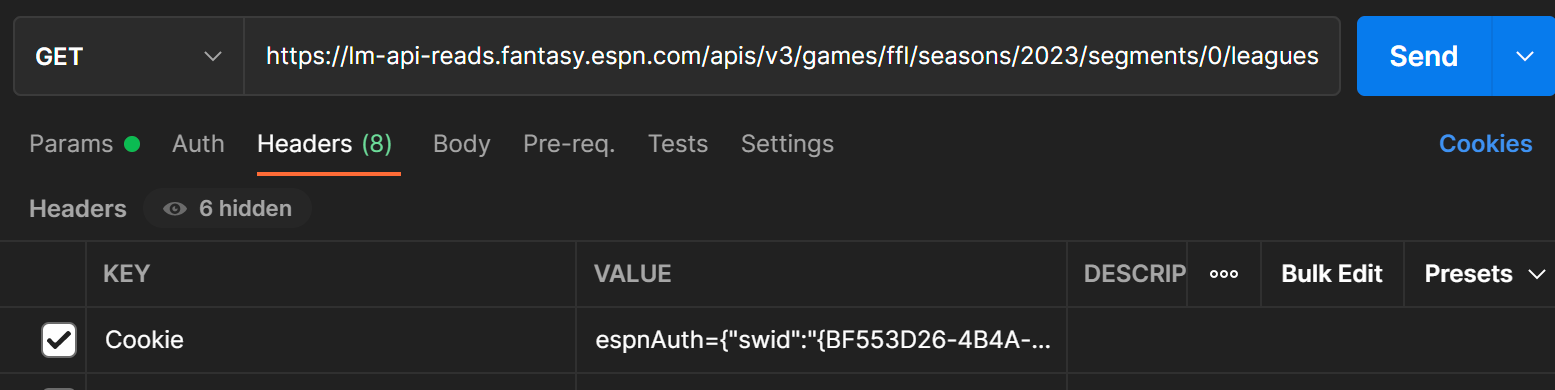 GET https://lm-api-reads.fantasy.espn.com/apis/v3/games/ffl/seasons/2023/segments/0/leagues Send
Params Auth Headers (8) Body Pre-req. Tests Settings Cookies
Headers 6 hidden
KEY VALUE DESCRIP ooo Bulk Edit Presets
Cookie espnAuth={"swid":"{BF553D26-4B4A-...